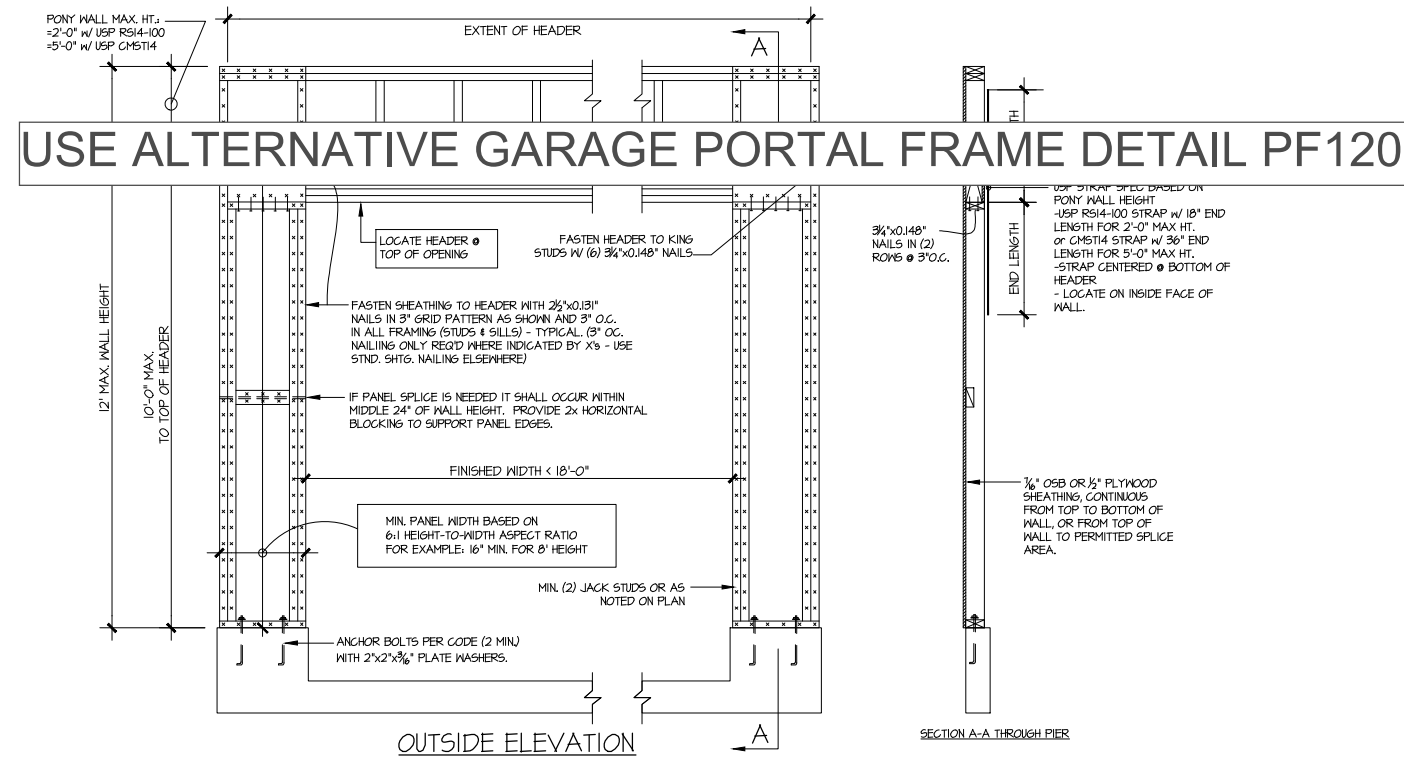 PONY WALL MAX. HT.:
=2'-0" W/ USP RS14-100
=5'-0" W/ USP CMST14
EXTENT OF HEADER
A
USE ALTERNATIVE GARAGE PORTAL FRAME DETAIL PF120
12' MAX. WALL HEIGHT
10'-0" MAX.
TO TOP OF HEADER
LOCATE HEADER @
TOP OF OPENING
FASTEN HEADER TO KING
STUDS W/ (6) 3¼"x0.148" NAILS
FASTEN SHEATHING TO HEADER WITH 2½"x0.131"
NAILS IN 3" GRID PATTERN AS SHOWN AND 3" O.C.
IN ALL FRAMING (STUDS & SILLS) - TYPICAL. (3" OC.
NAILIING ONLY REQ'D WHERE INDICATED BY X's - USE
STND. SHTG. NAILING ELSEWHERE)
IF PANEL SPLICE IS NEEDED IT SHALL OCCUR WITHIN
MIDDLE 24" OF WALL HEIGHT. PROVIDE 2x HORIZONTAL
BLOCKING TO SUPPORT PANEL EDGES.
FINISHED WIDTH < 18'-0"
MIN. PANEL WIDTH BASED ON
6:1 HEIGHT-TO-WIDTH ASPECT RATIO
FOR EXAMPLE: 16" MIN. FOR 8' HEIGHT
MIN. (2) JACK STUDS OR AS
NOTED ON PLAN
ANCHOR BOLTS PER CODE (2 MIN.)
WITH 2"x2"x3/16" PLATE WASHERS.
A
OUTSIDE ELEVATION
3¼"x0.148"
NAILS IN (2)
ROWS @ 3"O.C.
TH
END LENGTH
USP STRAP SPEC BASED ON
PONY WALL HEIGHT
-USP RS14-100 STRAP W/ 18" END
LENGTH FOR 2'-0" MAX HT.
or CMST14 STRAP W/ 36" END
LENGTH FOR 5'-0" MAX HT.
-STRAP CENTERED @ BOTTOM OF
HEADER
- LOCATE ON INSIDE FACE OF
WALL.
7/16" OSB OR ½" PLYWOOD
SHEATHING, CONTINUOUS
FROM TOP TO BOTTOM OF
WALL, OR FROM TOP OF
WALL TO PERMITTED SPLICE
AREA.
SECTION A-A THROUGH PIER